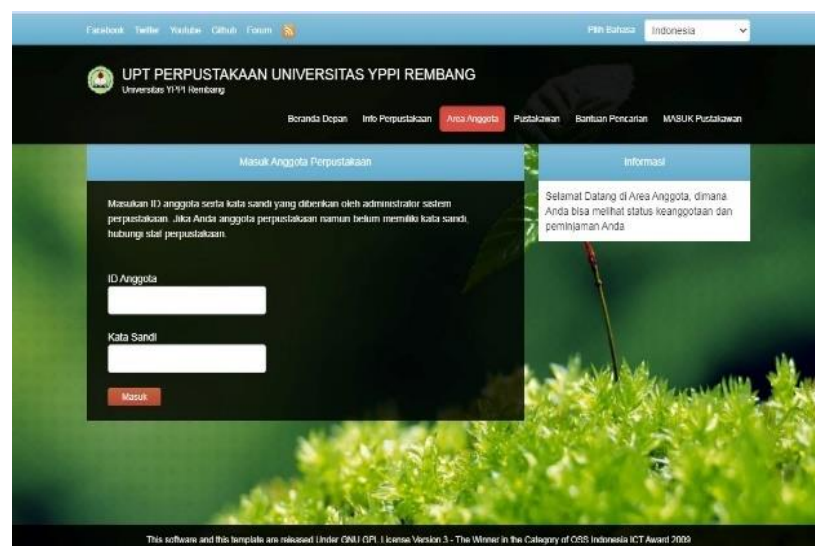 Facebook Twitter Youtube Github Forum
Pilih Bahasa Indonesia
UPT PERPUSTAKAAN UNIVERSITAS YPPI REMBANG
Universitas YPPI Rembang
Beranda Depan Info Perpustakaan Area Anggota Pustakawan Bantuan Pencarian MASUK Pustakawan
Masuk Anggota Perpustakaan
Masukan ID anggota serta kata sandi yang diberikan oleh administrator sistem
perpustakaan. Jika Anda anggota perpustakaan namun belum memiliki kata sandi,
hubungi staf perpustakaan.
ID Anggota
Kata Sandi
Masuk
Informasi
Selamat Datang di Area Anggota, dimana
Anda bisa melihat status keanggotaan dan
peminjaman Anda
This software and this template are released Under GNU GPL License Version 3 - The Winner in the Category of OSS Indonesia ICT Award 2009